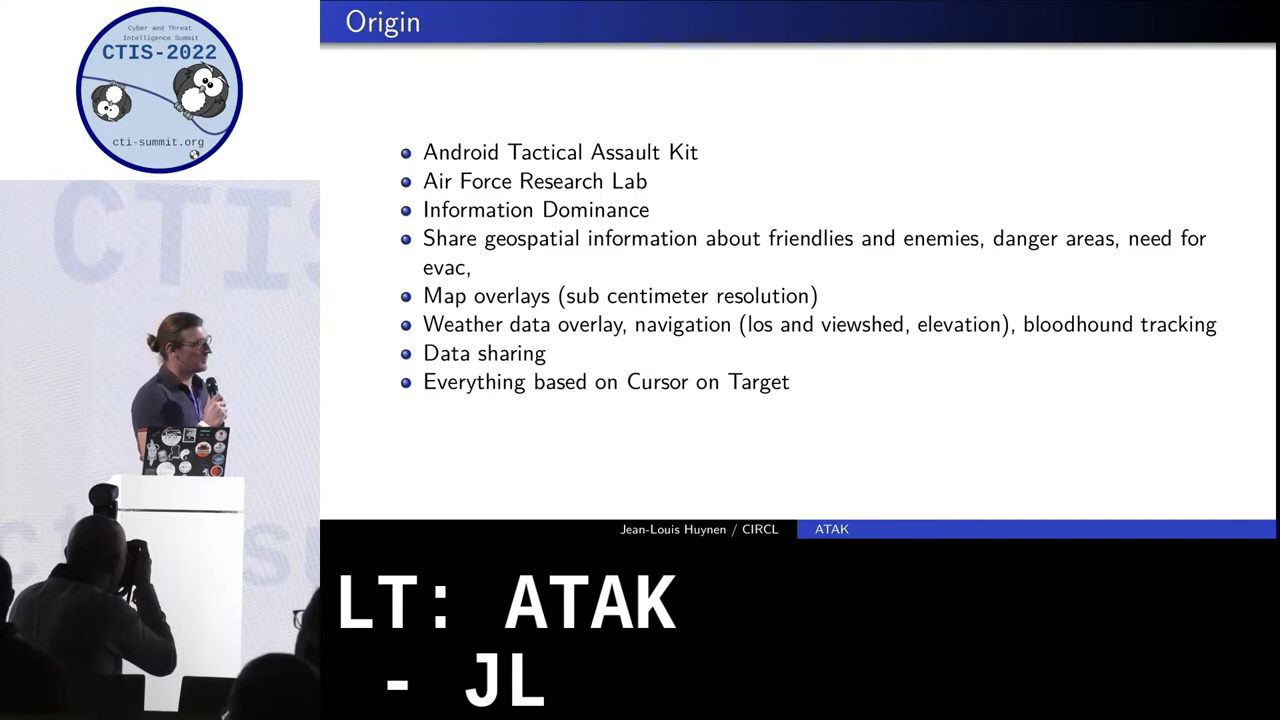 Cyber and Threat
Intelligence Summit
CTIS-2022
cti-summit.org
CTIS
Origin
Android Tactical Assault Kit
Air Force Research Lab
Information Dominance
Share geospatial information about friendlies and enemies, danger areas, need for
evac,
Map overlays (sub centimeter resolution)
Weather data overlay, navigation (los and viewshed, elevation), bloodhound tracking
Data sharing
Everything based on Cursor on Target
Jean-Louis Huynen / CIRCL
ATAK
LT: ATAK
- JL